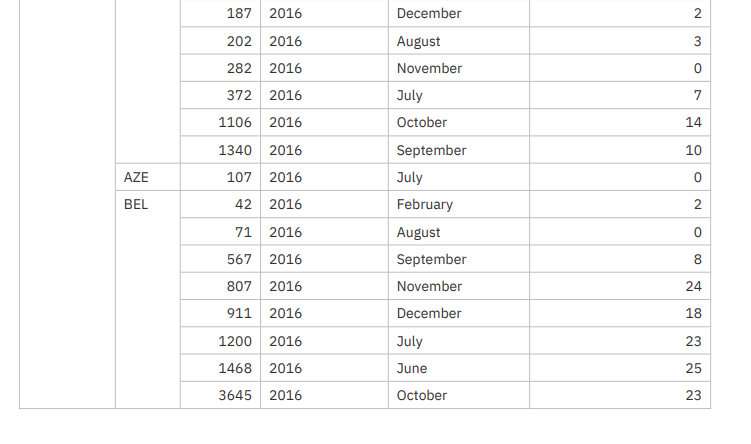 187 2016 December 2
202 2016 August 3
282 2016 November 0
372 2016 July 7
1106 2016 October 14
1340 2016 September 10
AZE 107 2016 July 0
BEL 42 2016 February 2
71 2016 August 0
567 2016 September 8
807 2016 November 24
911 2016 December 18
1200 2016 July 23
1468 2016 June 25
3645 2016 October 23